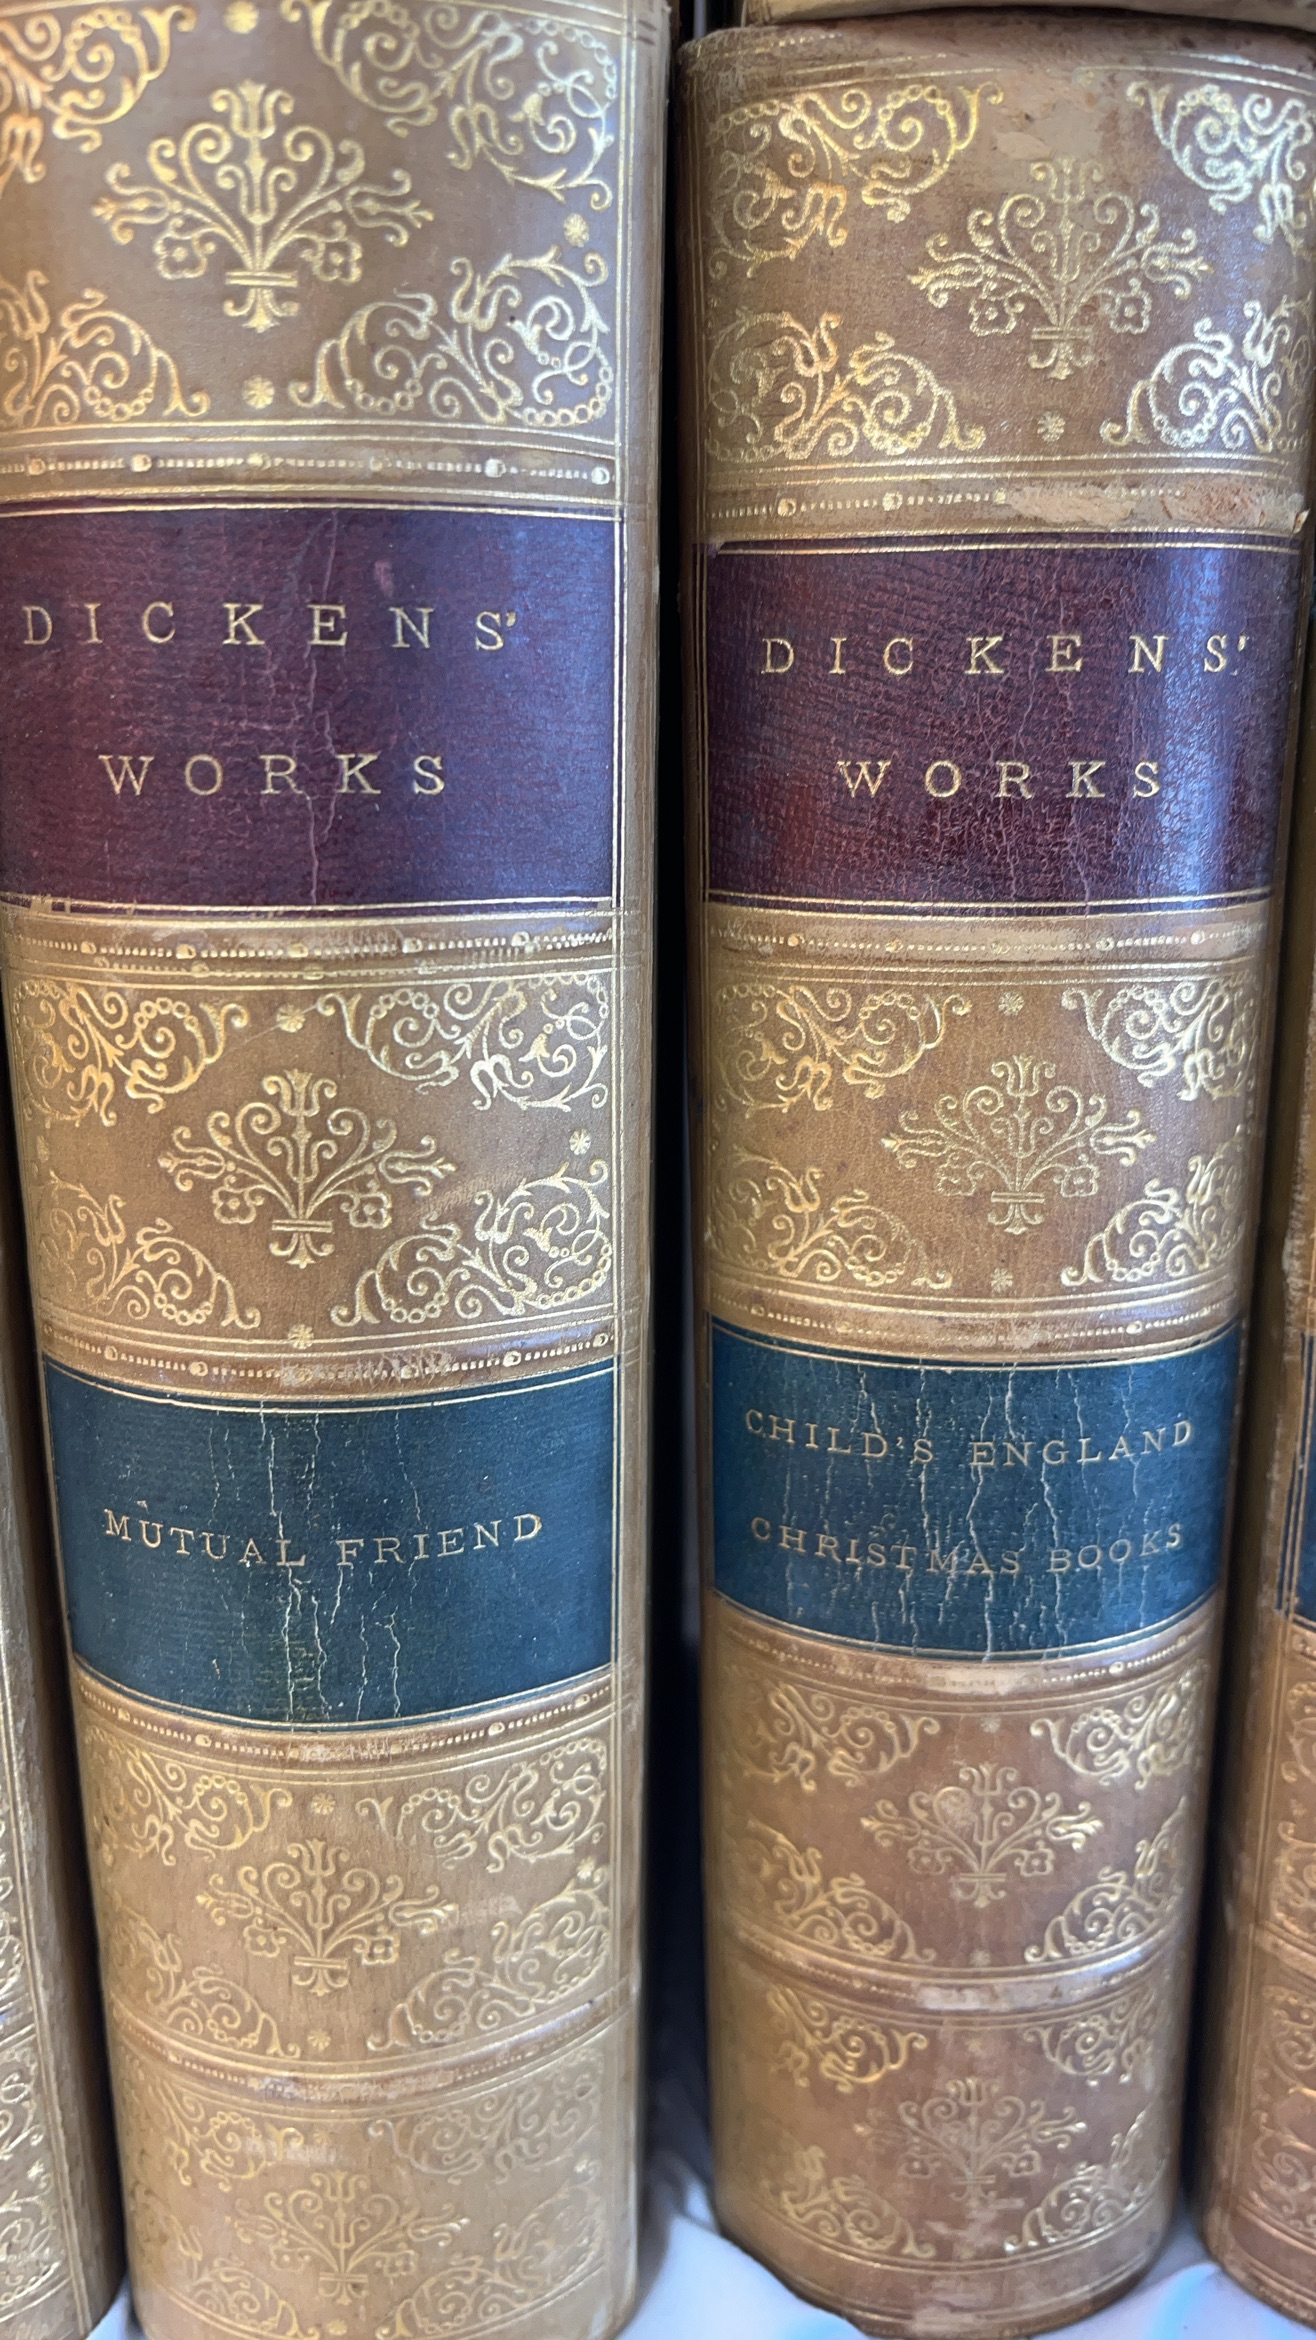 DICKENS'
WORKS
MUTUAL FRIEND
DICKENS'
WORKS
CHILD'S ENGLAND
CHRISTMAS BOOKS